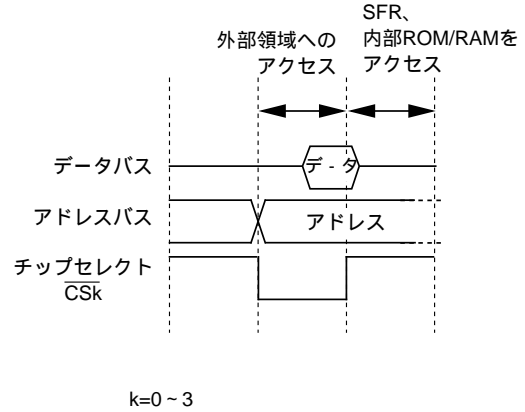 SFR、
外部領域への
アクセス
内部ROM/RAMを
アクセス
データバス
デ - タ
アドレスバス
アドレス
チップセレクト
CSk
k=0 ~ 3